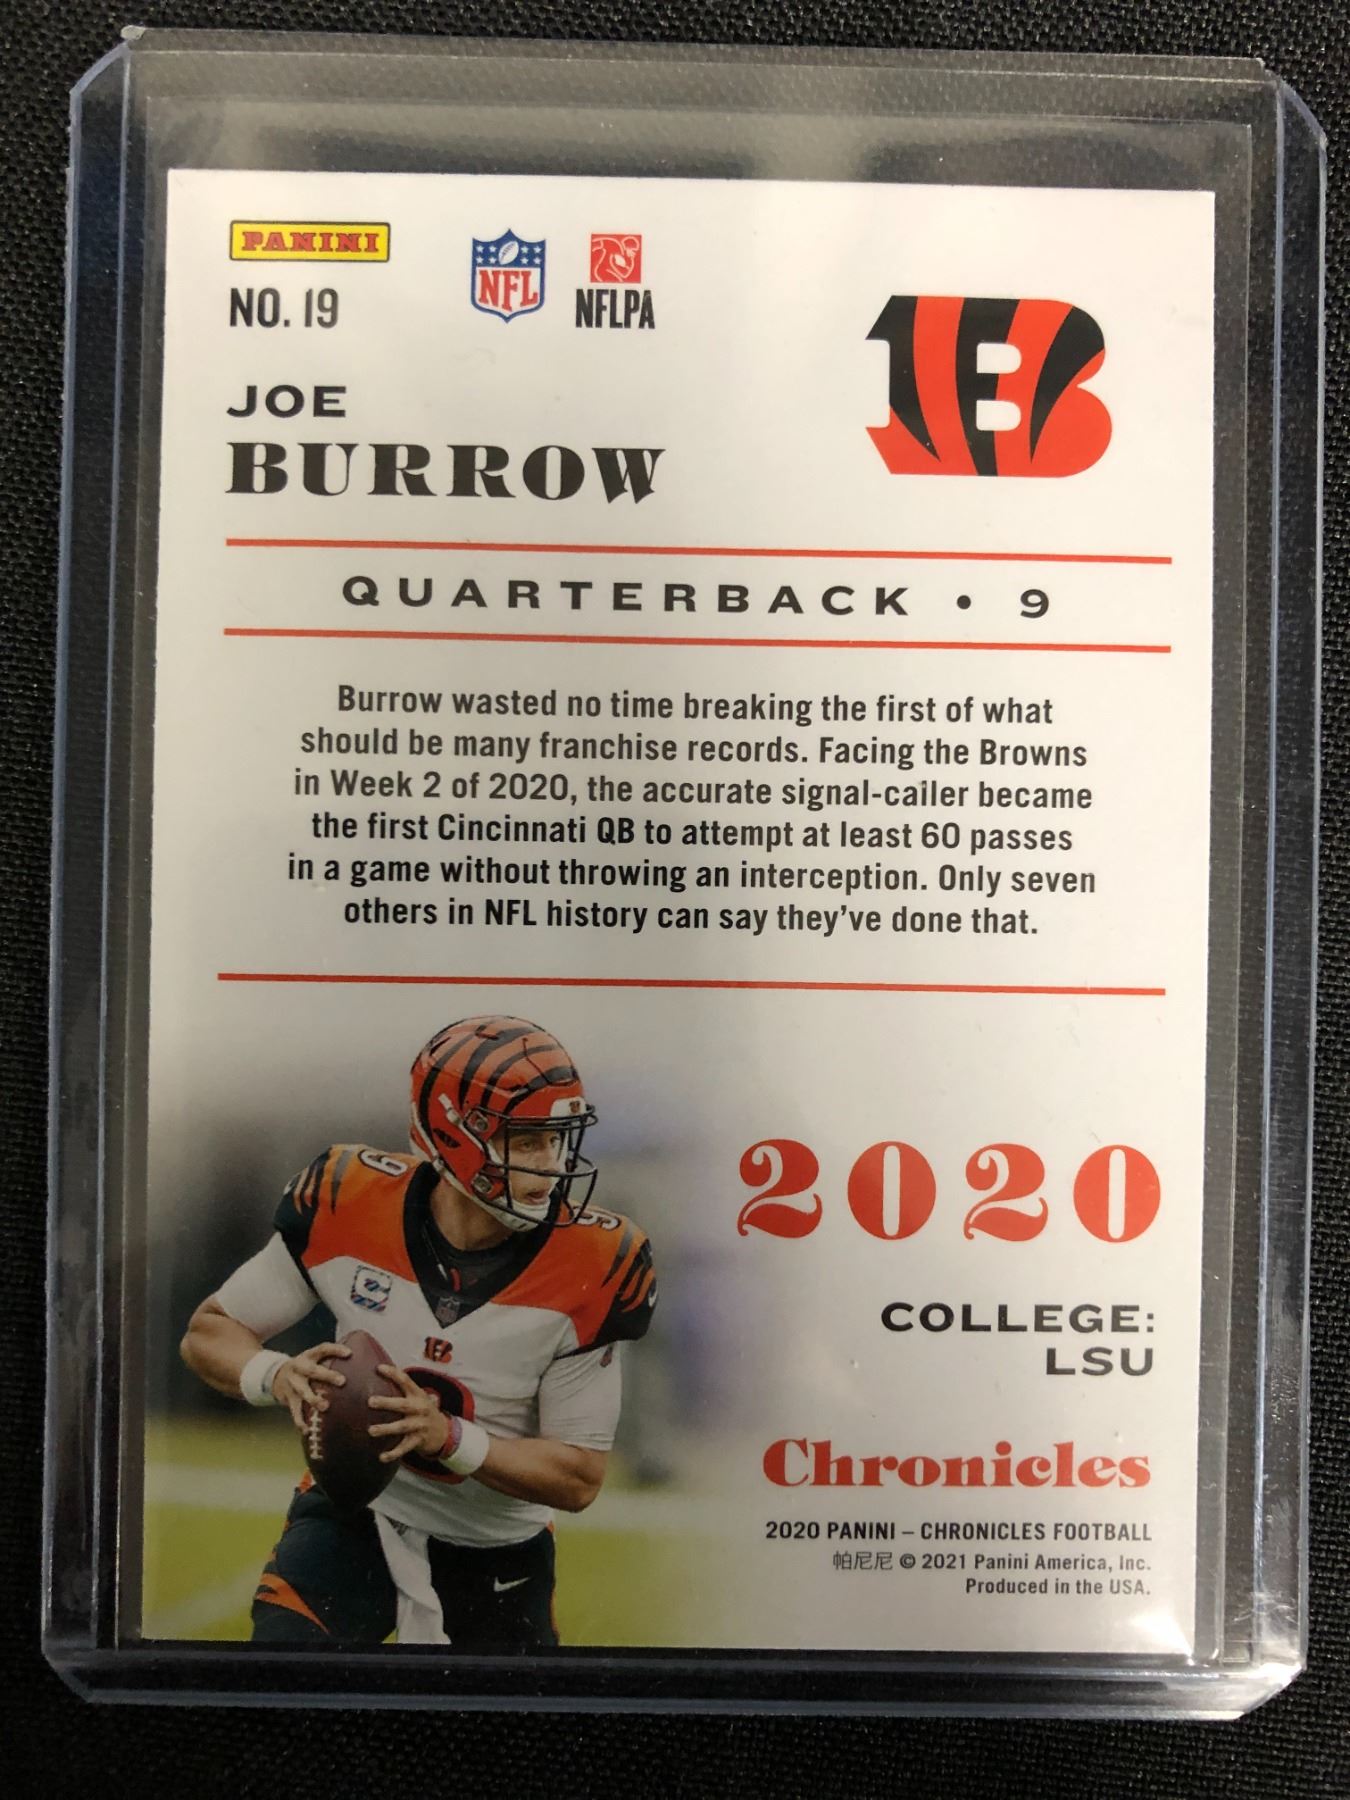 PANINI
NO. 19
NFL
NFLPA
B
JOE
BURROW
QUARTERBACK • 9
Burrow wasted no time breaking the first of what
should be many franchise records. Facing the Browns
in Week 2 of 2020, the accurate signal-caller became
the first Cincinnati QB to attempt at least 60 passes
in a game without throwing an interception. Only seven
others in NFL history can say they've done that.
9
9
B
2020
COLLEGE:
LSU
Chronicles
2020 PANINI – CHRONICLES FOOTBALL
帕尼尼 © 2021 Panini America, Inc.
Produced in the USA.